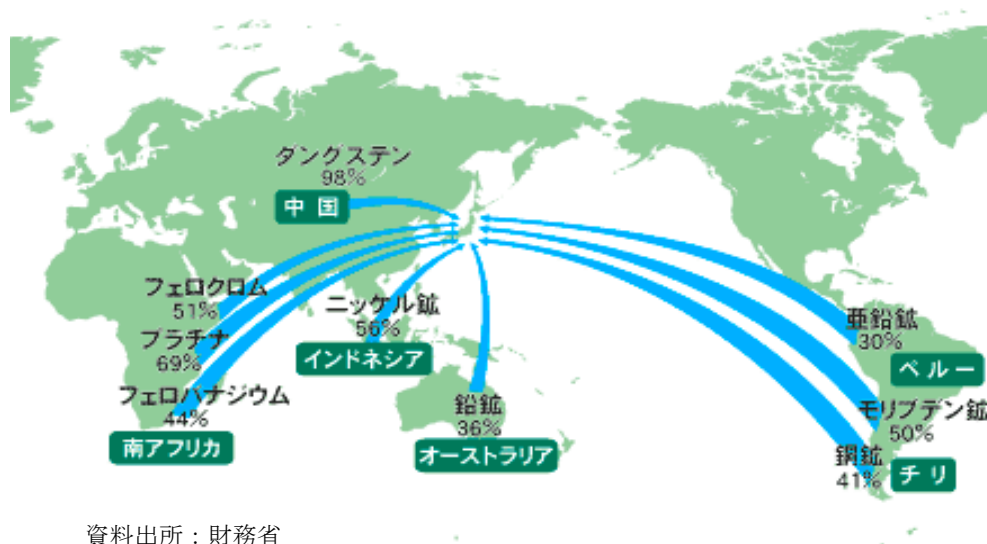 ダングステン
98%
中国
フェロクロム
51%
プラチナ
69%
フェロバナジウム
44%
南アフリカ
ニッケル鉱
56%
インドネシア
鉛鉱
36%
オーストラリア
亜鉛鉱
30%
ペルー
モリブデン鉱
50%
銅鉱
41%
チリ
資料出所：財務省